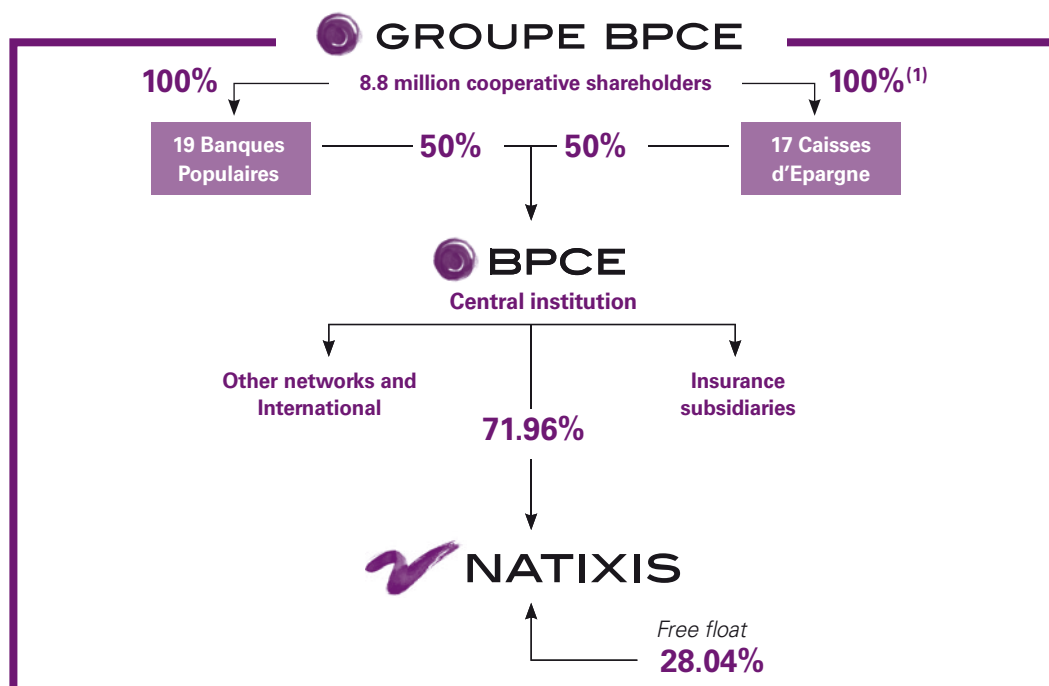 GROUPE BPCE
100%
8.8 million cooperative shareholders
100%(1)
19 Banques
Populaires
50%
50%
17 Caisses
d'Epargne
BPCE
Central institution
Other networks and
International
Insurance
subsidiaries
71.96%
NATIXIS
Free float
28.04%